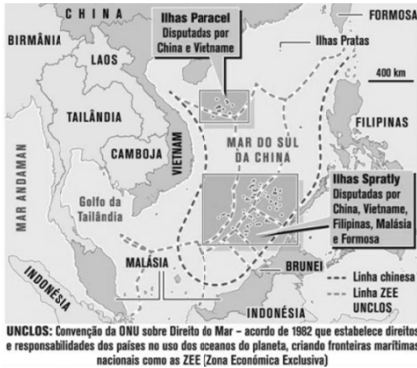 CHINA
FORMOSA
Ilhas Paracel
Disputadas por
China e Vietname
BIRMÂNIA
Ilhas Pratas
LAOS
400 km
TAILÂNDIA
FILIPINAS
MAR DO SUL
DA CHINA
VIETNAM
CAMBOJA
MAR ANDAMAN
Ilhas Spratly
Disputadas por
China, Vietname,
Filipinas, Malásia
e Formosa
Golfo da
Tailândia
MALÁSIA
BRUNEI
Linha chinesa
Linha ZEE
UNCLOS
INDONÉSIA
INDONÉSIA
UNCLOS: Convenção da ONU sobre Direito do Mar – acordo de 1982 que estabelece direitos
e responsabilidades dos países no uso dos oceanos do planeta, criando fronteiras marítimas
nacionais como as ZEE (Zona Económica Exclusiva)